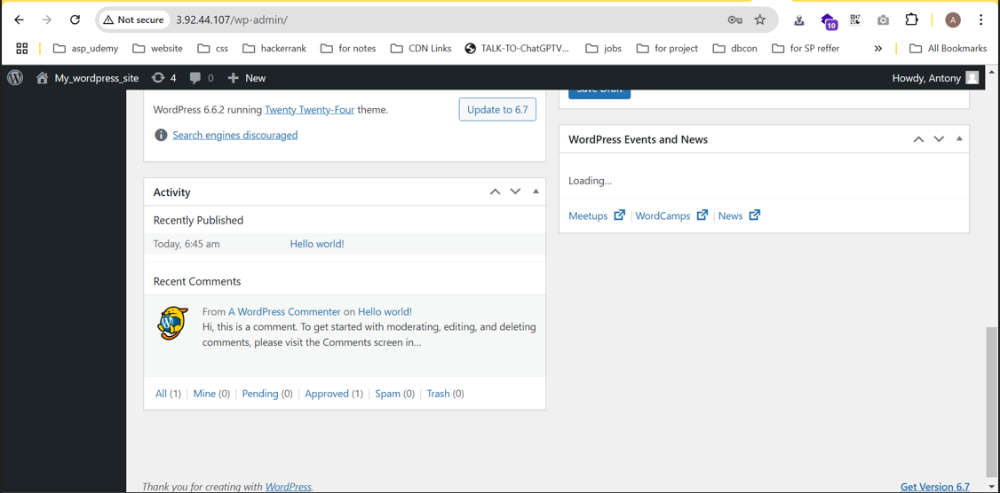 Not secure 3.92.44.107/wp-admin/
10
A
asp_udemy website css hackerrank for notes CDN Links TALK-TO-ChatGPTV... jobs for project dbcon for SP reffer » All Bookmarks
My_wordpress_site 4 0 New Howdy, Antony
Save Draft
WordPress 6.6.2 running Twenty Twenty-Four theme. Update to 6.7
Search engines discouraged
WordPress Events and News
Loading...
Meetups | WordCamps | News
Activity
Recently Published
Today, 6:45 am Hello world!
Recent Comments
From A WordPress Commenter on Hello world!
Hi, this is a comment. To get started with moderating, editing, and deleting
comments, please visit the Comments screen in...
All (1) | Mine (0) | Pending (0) | Approved (1) | Spam (0) | Trash (0)
Thank you for creating with WordPress. Get Version 6.7